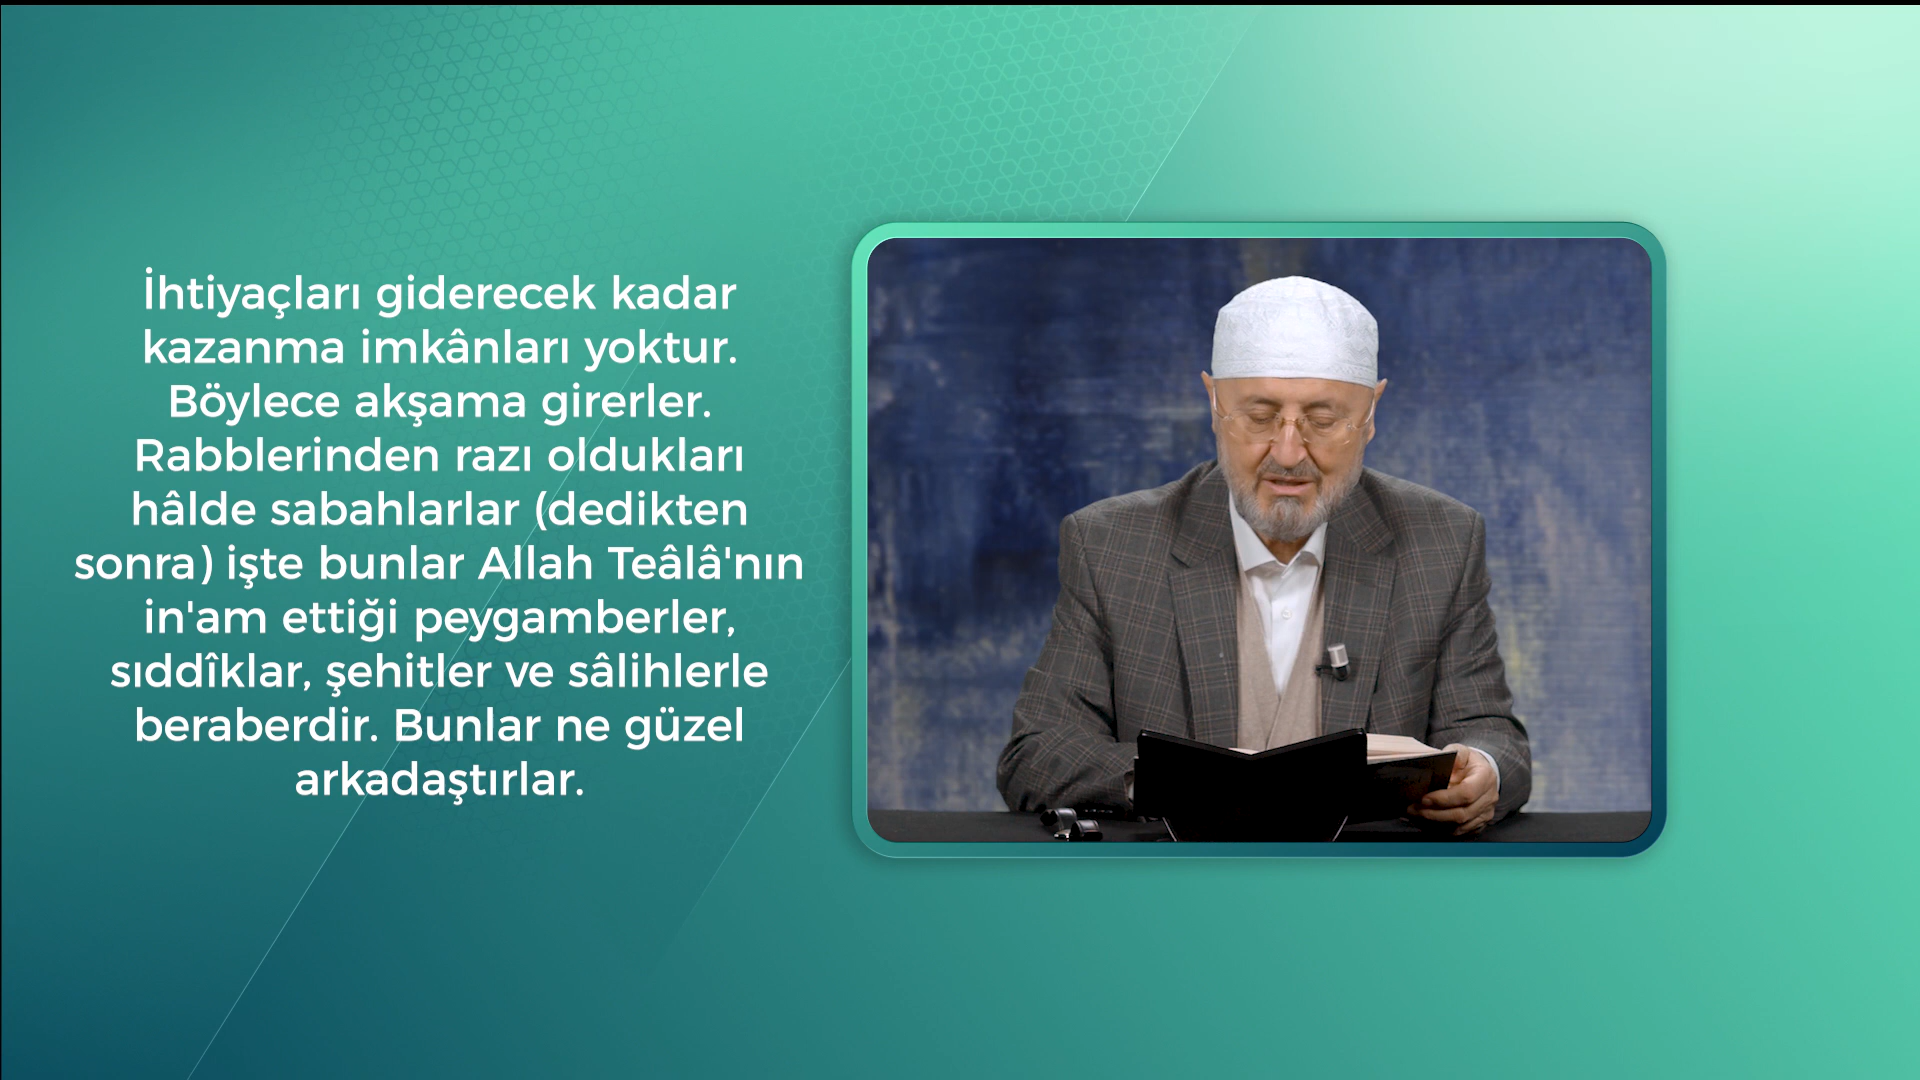 İhtiyaçları giderecek kadar
kazanma imkânları yoktur.
Böylece akşama girerler.
Rabblerinden razı oldukları
hâlde sabahlarlar (dedikten
sonra) işte bunlar Allah Teâlâ'nın
in'am ettiği peygamberler,
sıddîklar, şehitler ve sâlihlerle
beraberdir. Bunlar ne güzel
arkadaştırlar.